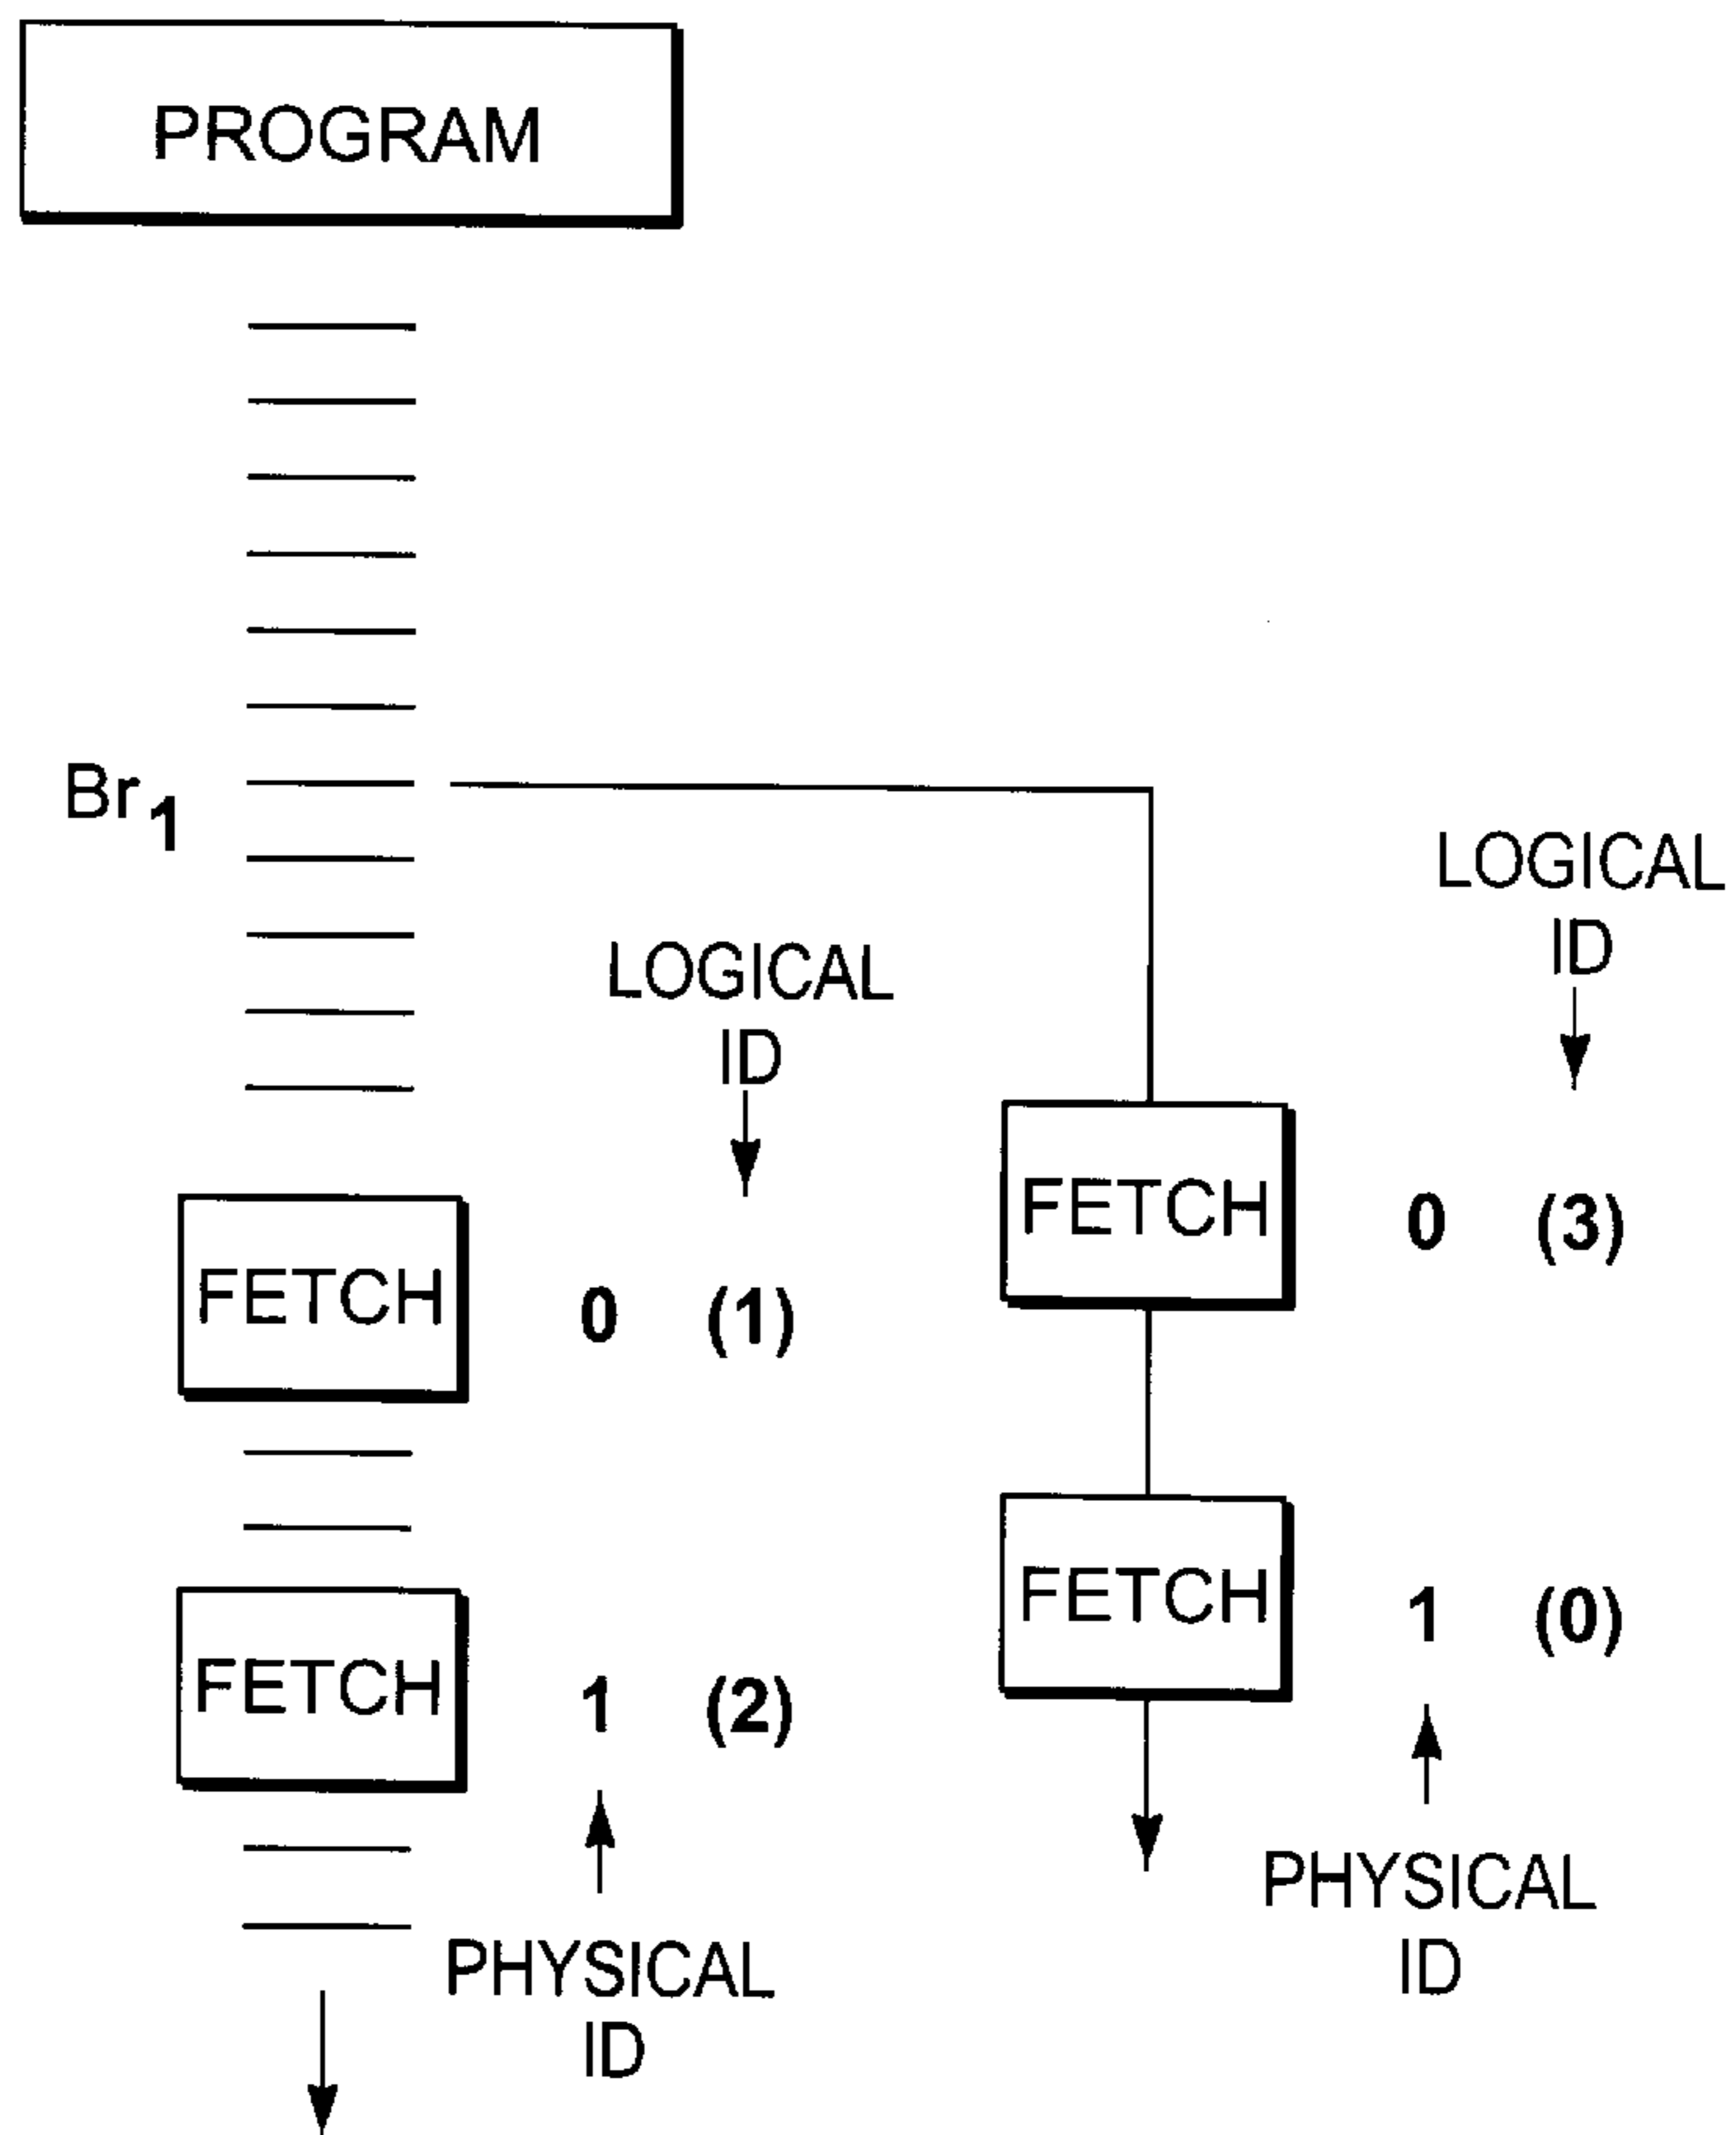 PROGRAM
Br1
LOGICAL
ID
LOGICAL
ID
FETCH 0 (3)
FETCH 0 (1)
FETCH 1 (0)
FETCH 1 (2)
PHYSICAL
ID
PHYSICAL
ID